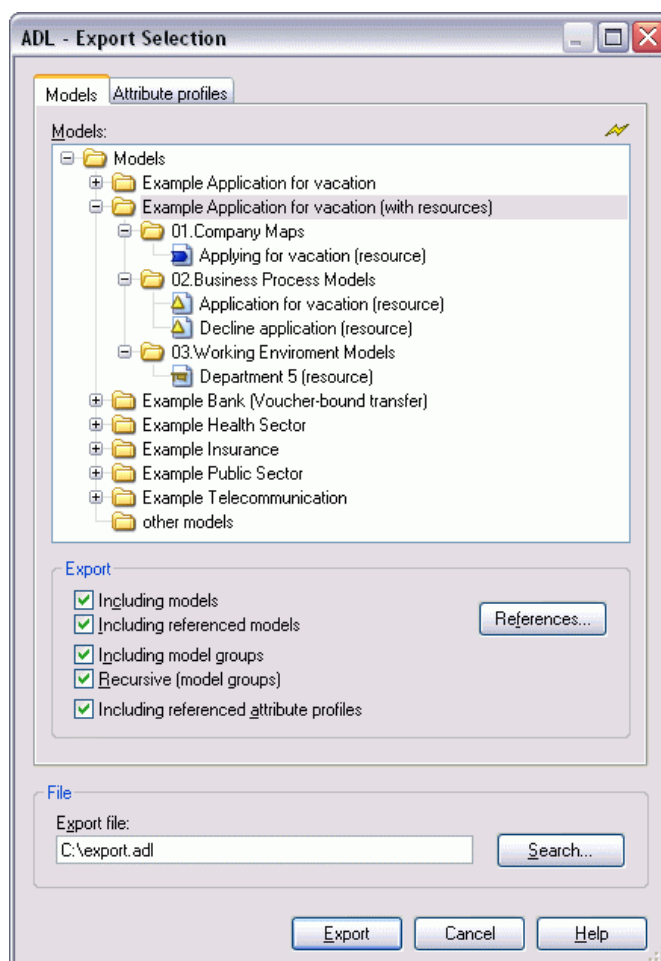 ADL - Export Selection
Models
Attribute profiles
Models:
Models
Example Application for vacation
Example Application for vacation (with resources)
01.Company Maps
Applying for vacation (resource)
02.Business Process Models
Application for vacation (resource)
Decline application (resource)
03.Working Enviroment Models
Department 5 (resource)
Example Bank (Voucher-bound transfer)
Example Health Sector
Example Insurance
Example Public Sector
Example Telecommunication
other models
Export
Including models
Including referenced models
References...
Including model groups
Recursive (model groups)
Including referenced attribute profiles
File
Export file:
C:\export.adl
Search...
Export
Cancel
Help